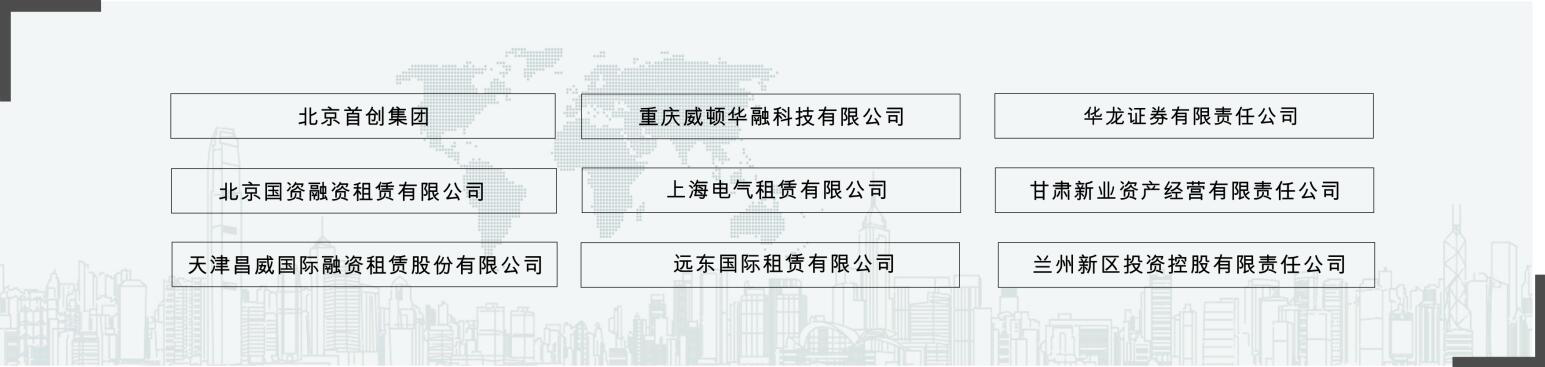 北京首创集团
重庆威顿华融科技有限公司
华龙证券有限责任公司
北京国资融资租赁有限公司
上海电气租赁有限公司
甘肃新业资产经营有限责任公司
天津昌威国际融资租赁股份有限公司
远东国际租赁有限公司
兰州新区投资控股有限责任公司